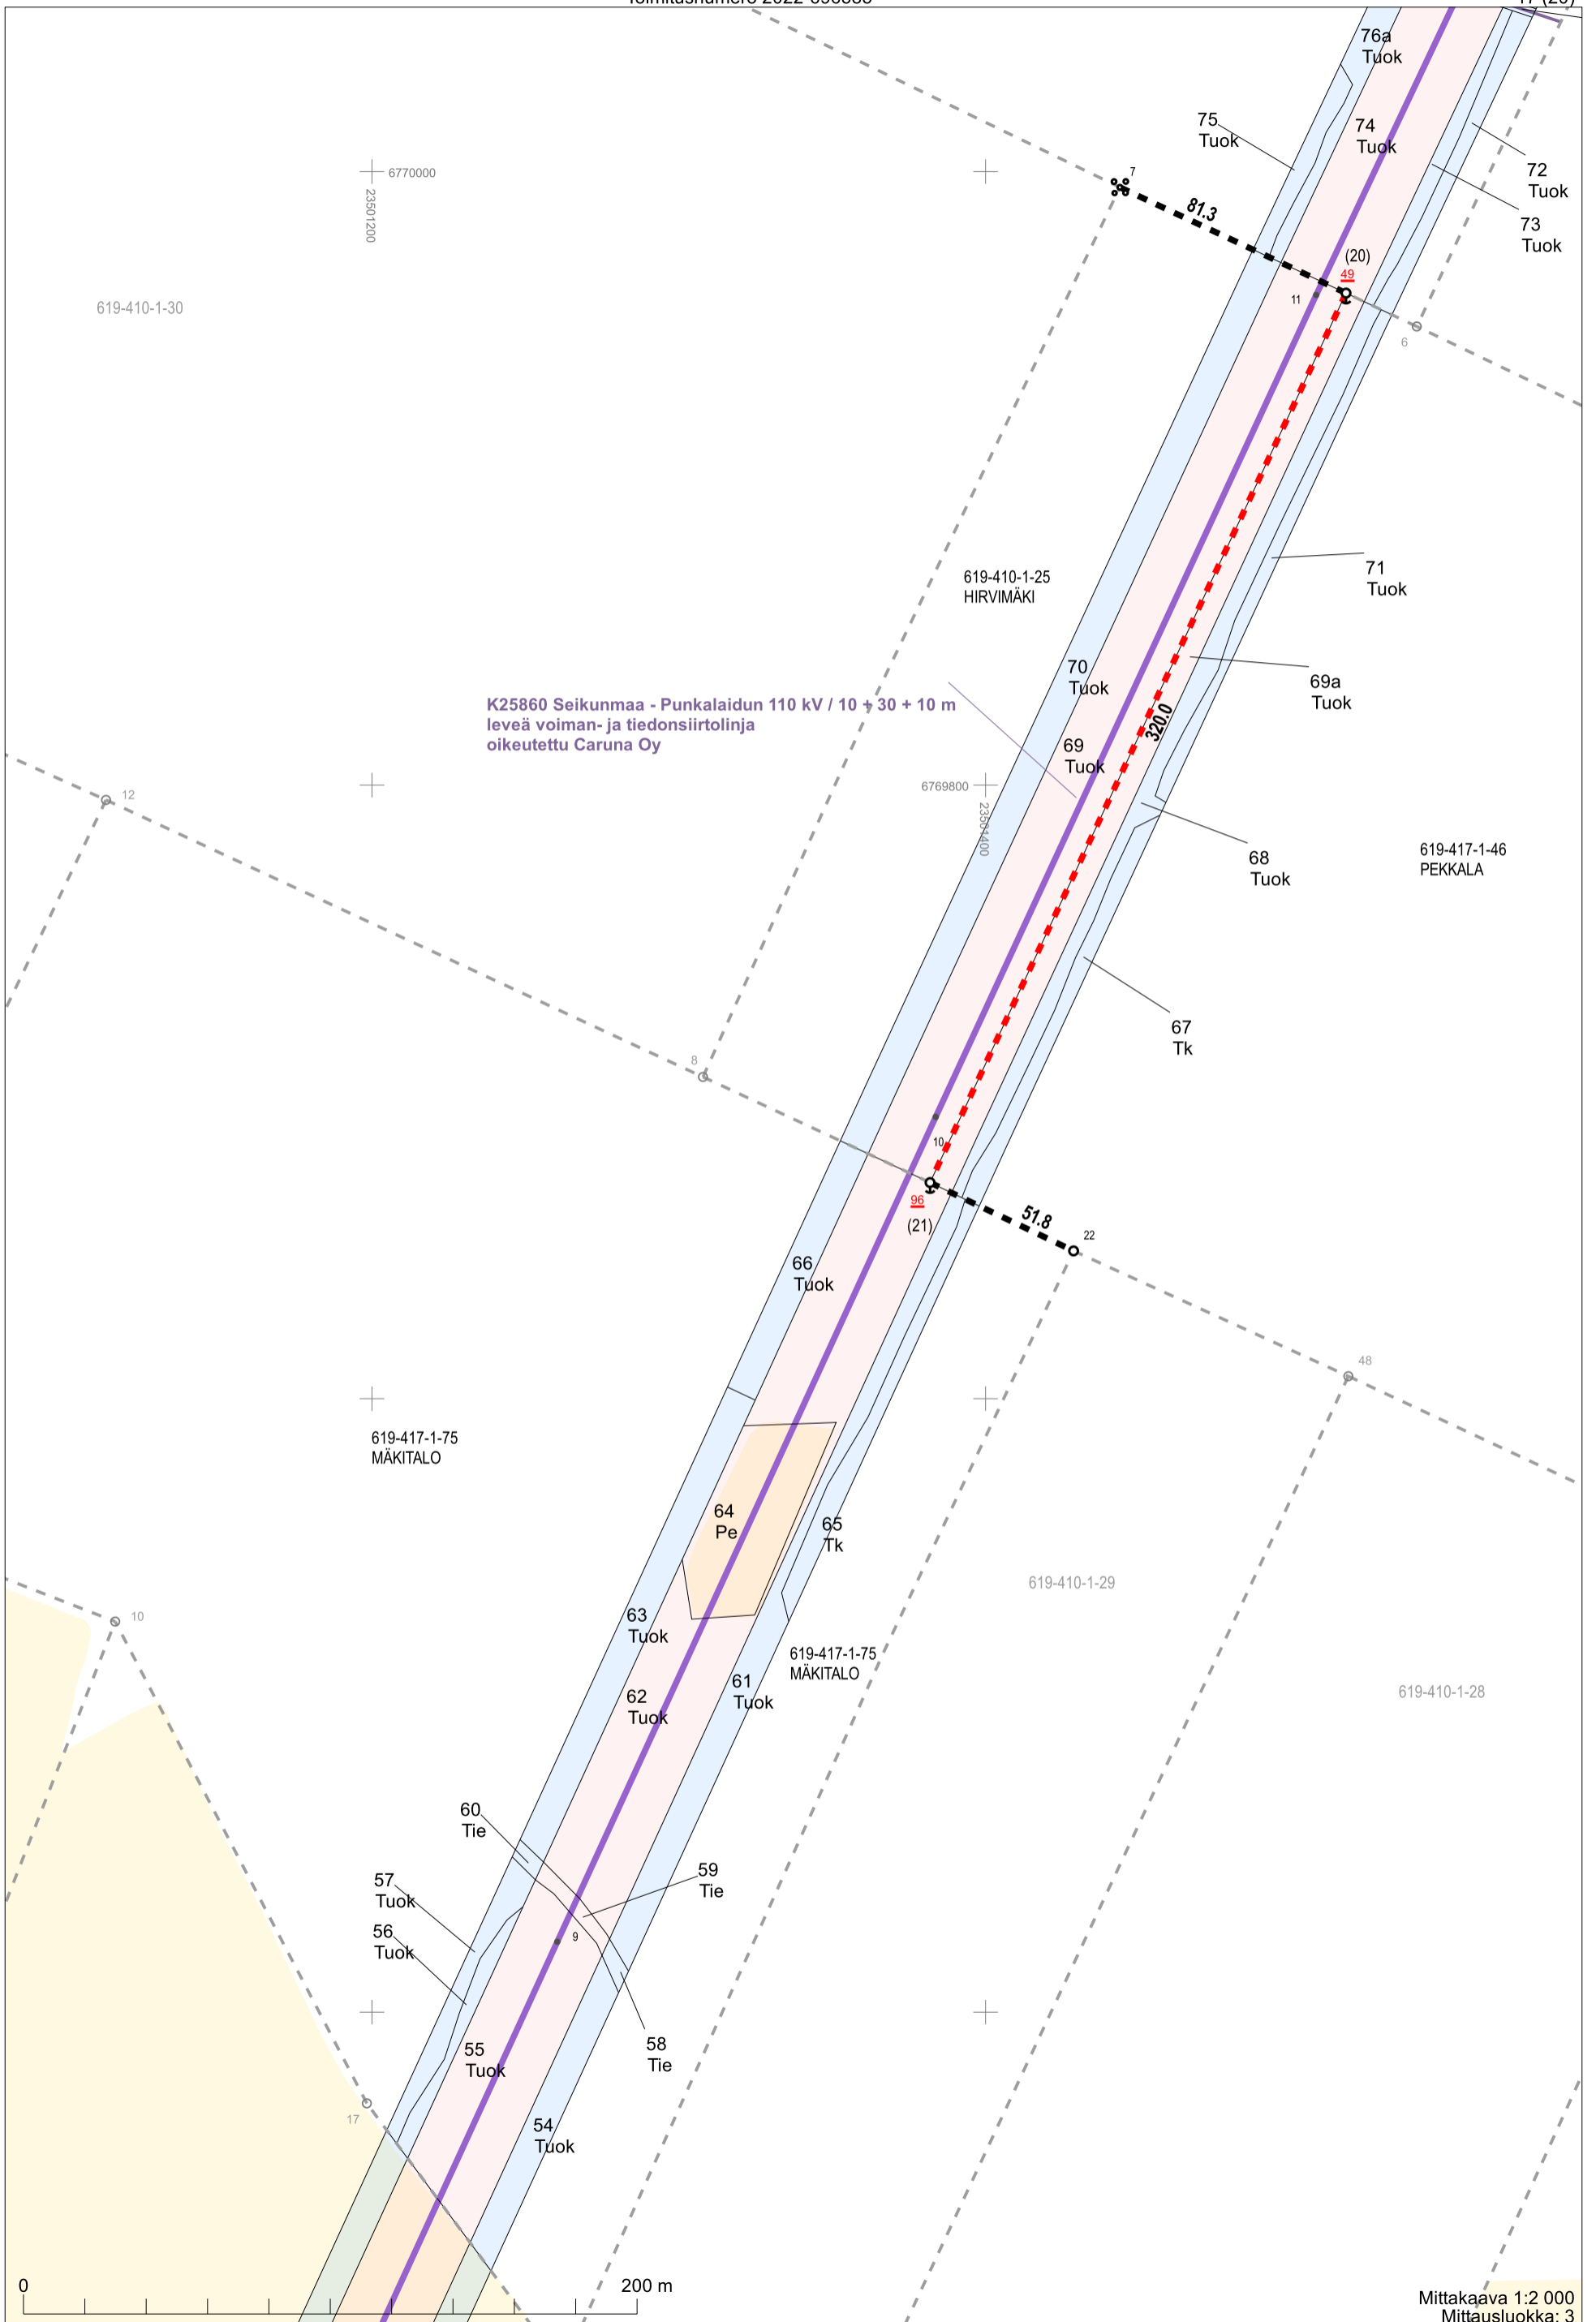 76a
Tuok
75
Tuok
74
Tuok
72
Tuok
73
Tuok
6770000
23501200
7
81.3
(20)
49
11
6
619-410-1-30
619-410-1-25
HIRVIMÄKI
71
Tuok
70
Tuok
69a
Tuok
K25860 Seikunmaa - Punkalaidun 110 kV / 10 + 30 + 10 m
leveä voiman- ja tiedonsiirtolinja
oikeutettu Caruna Oy
320.0
69
Tuok
6769800
23501400
12
68
Tuok
619-417-1-46
PEKKALA
67
Tk
8
10
96
(21)
51.8
22
66
Tuok
48
619-417-1-75
MÄKITALO
64
Pe
65
Tk
619-410-1-29
10
63
Tuok
619-417-1-75
MÄKITALO
61
Tuok
62
Tuok
619-410-1-28
60
Tie
59
Tie
57
Tuok
56
Tuok
9
58
Tie
55
Tuok
17
54
Tuok
0
200 m
Mittakaava 1:2 000
Mittausluokka: 3